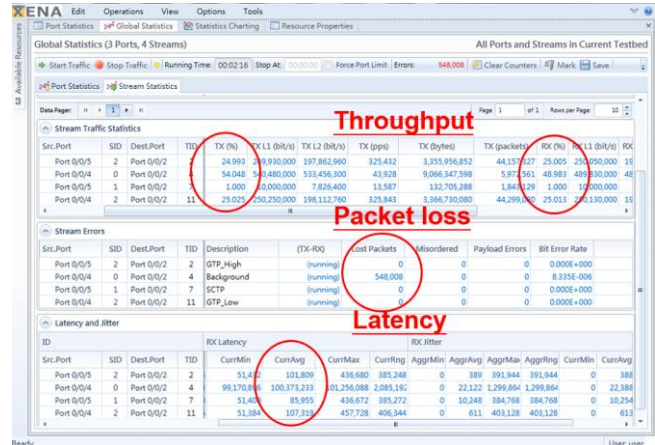 XENA Edit Operations View Options Tools
Port Statistics Global Statistics Statistics Charting Resource Properties
Available Resources
Global Statistics (3 Ports, 4 Streams) All Ports and Streams in Current Testbed
Start Traffic Stop Traffic Running Time: 00:02:16 Stop At: 00:00:00 Force Port Limit Errors: 548,008 Clear Counters Mark Save
Port Statistics Stream Statistics
Data Pager: 1 Page 1 of 1 Rows per Page: 10
Throughput
Stream Traffic Statistics
Src.Port SID Dest.Port TID TX (%) TX L1 (bit/s) TX L2 (bit/s) TX (pps) TX (bytes) TX (packets) RX (%) RX L1 (bit/s) RX
Port 0/0/5 2 Port 0/0/2 24.993 197,862,960 325,432 3,355,956,852 25.005 19
Port 0/0/4 0 Port 0/0/2 54.048 533,456,300 43,928 9,066,347,598 48.983 48
Port 0/0/5 1 Port 0/0/2 1.000 7,826,400 13,587 132,705,288 1.000
Port 0/0/4 2 Port 0/0/2 11 25.025 250,250,000 198,112,760 325,843 3,366,730,080 25.013 19
Packet loss
Stream Errors
Src.Port SID Dest.Port TID Description (TX-RX) Lost Packets Misordered Payload Errors Bit Error Rate
Port 0/0/5 2 Port 0/0/2 2 GTP_High (running) 0 0 0 0.000E+000
Port 0/0/4 0 Port 0/0/2 4 Background (running) 548,008 0 0 8.335E-006
Port 0/0/5 1 Port 0/0/2 7 SCTP (running) 0 0 0 0.000E+000
Port 0/0/4 2 Port 0/0/2 11 GTP_Low (running) 0 0 0 0.000E+000
Latency
Latency and Jitter
ID RX Latency RX Jitter
Src.Port SID Dest.Port TID CurrMin CurrAvg CurrMax CurrRng AggrMin AggrAvg AggrMax AggrRng CurrMin CurrAvg
Port 0/0/5 2 Port 0/0/2 2 101,809 436,680 385,248 0 389 391,944 391,944 0 388
Port 0/0/4 0 Port 0/0/2 4 100,373,233 101,256,088 2,085,192 0 22,122 1,299,864 1,299,864 0 22,388
Port 0/0/5 1 Port 0/0/2 7 85,955 436,672 385,272 0 10,248 384,768 384,768 0 10,254
Port 0/0/4 2 Port 0/0/2 11 51,384 107,319 457,728 406,344 0 611 403,128 403,128 0 613
Ready User: user